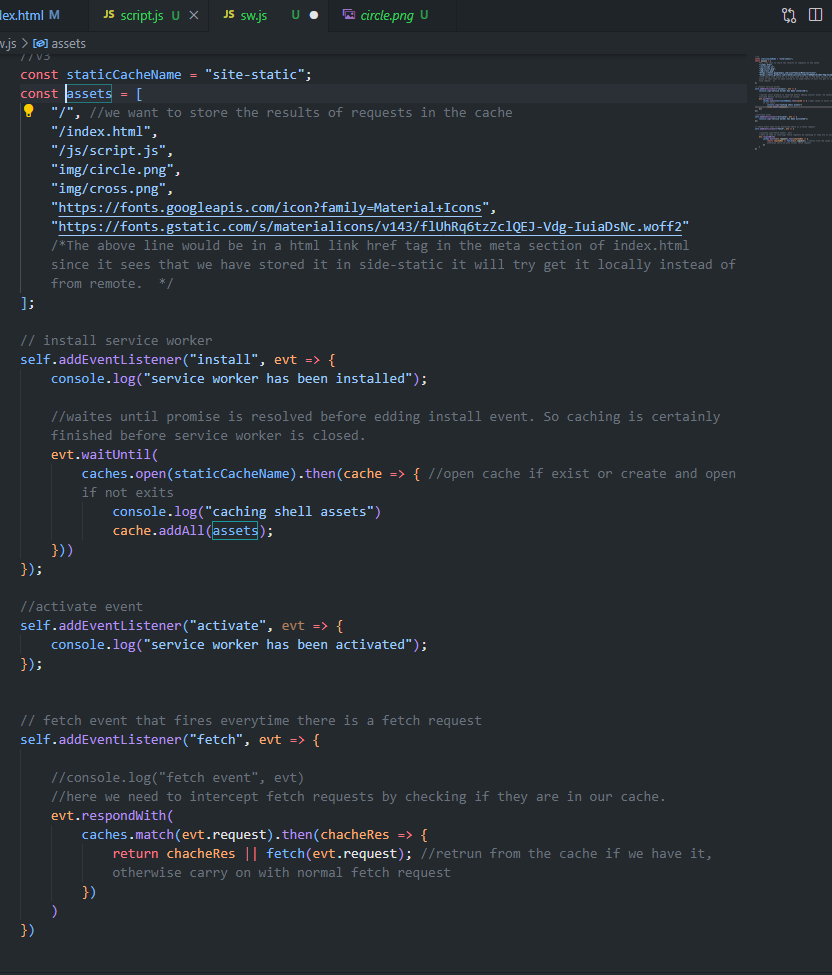 ex.html M JS script.js U × JS sw.js U ● circle.png U
w.js > assets
//v3
const staticCacheName = "site-static";
const assets = [
"/", //we want to store the results of requests in the cache
"/index.html",
"/js/script.js",
"img/circle.png",
"img/cross.png",
"https://fonts.googleapis.com/icon?family=Material+Icons",
"https://fonts.gstatic.com/s/materialicons/v143/flUhRq6tzZclQEJ-Vdg-IuiaDsNc.woff2"
/*The above line would be in a html link href tag in the meta section of index.html
since it sees that we have stored it in side-static it will try get it locally instead of
from remote.  */
];
// install service worker
self.addEventListener("install", evt => {
console.log("service worker has been installed");
//waites until promise is resolved before edding install event. So caching is certainly
finished before service worker is closed.
evt.waitUntil(
caches.open(staticCacheName).then(cache => { //open cache if exist or create and open
if not exits
console.log("caching shell assets")
cache.addAll(assets);
}))
});
//activate event
self.addEventListener("activate", evt => {
console.log("service worker has been activated");
});
// fetch event that fires everytime there is a fetch request
self.addEventListener("fetch", evt => {
//console.log("fetch event", evt)
//here we need to intercept fetch requests by checking if they are in our cache.
evt.respondWith(
caches.match(evt.request).then(chacheRes => {
return chacheRes || fetch(evt.request); //retrun from the cache if we have it,
otherwise carry on with normal fetch request
})
)
})